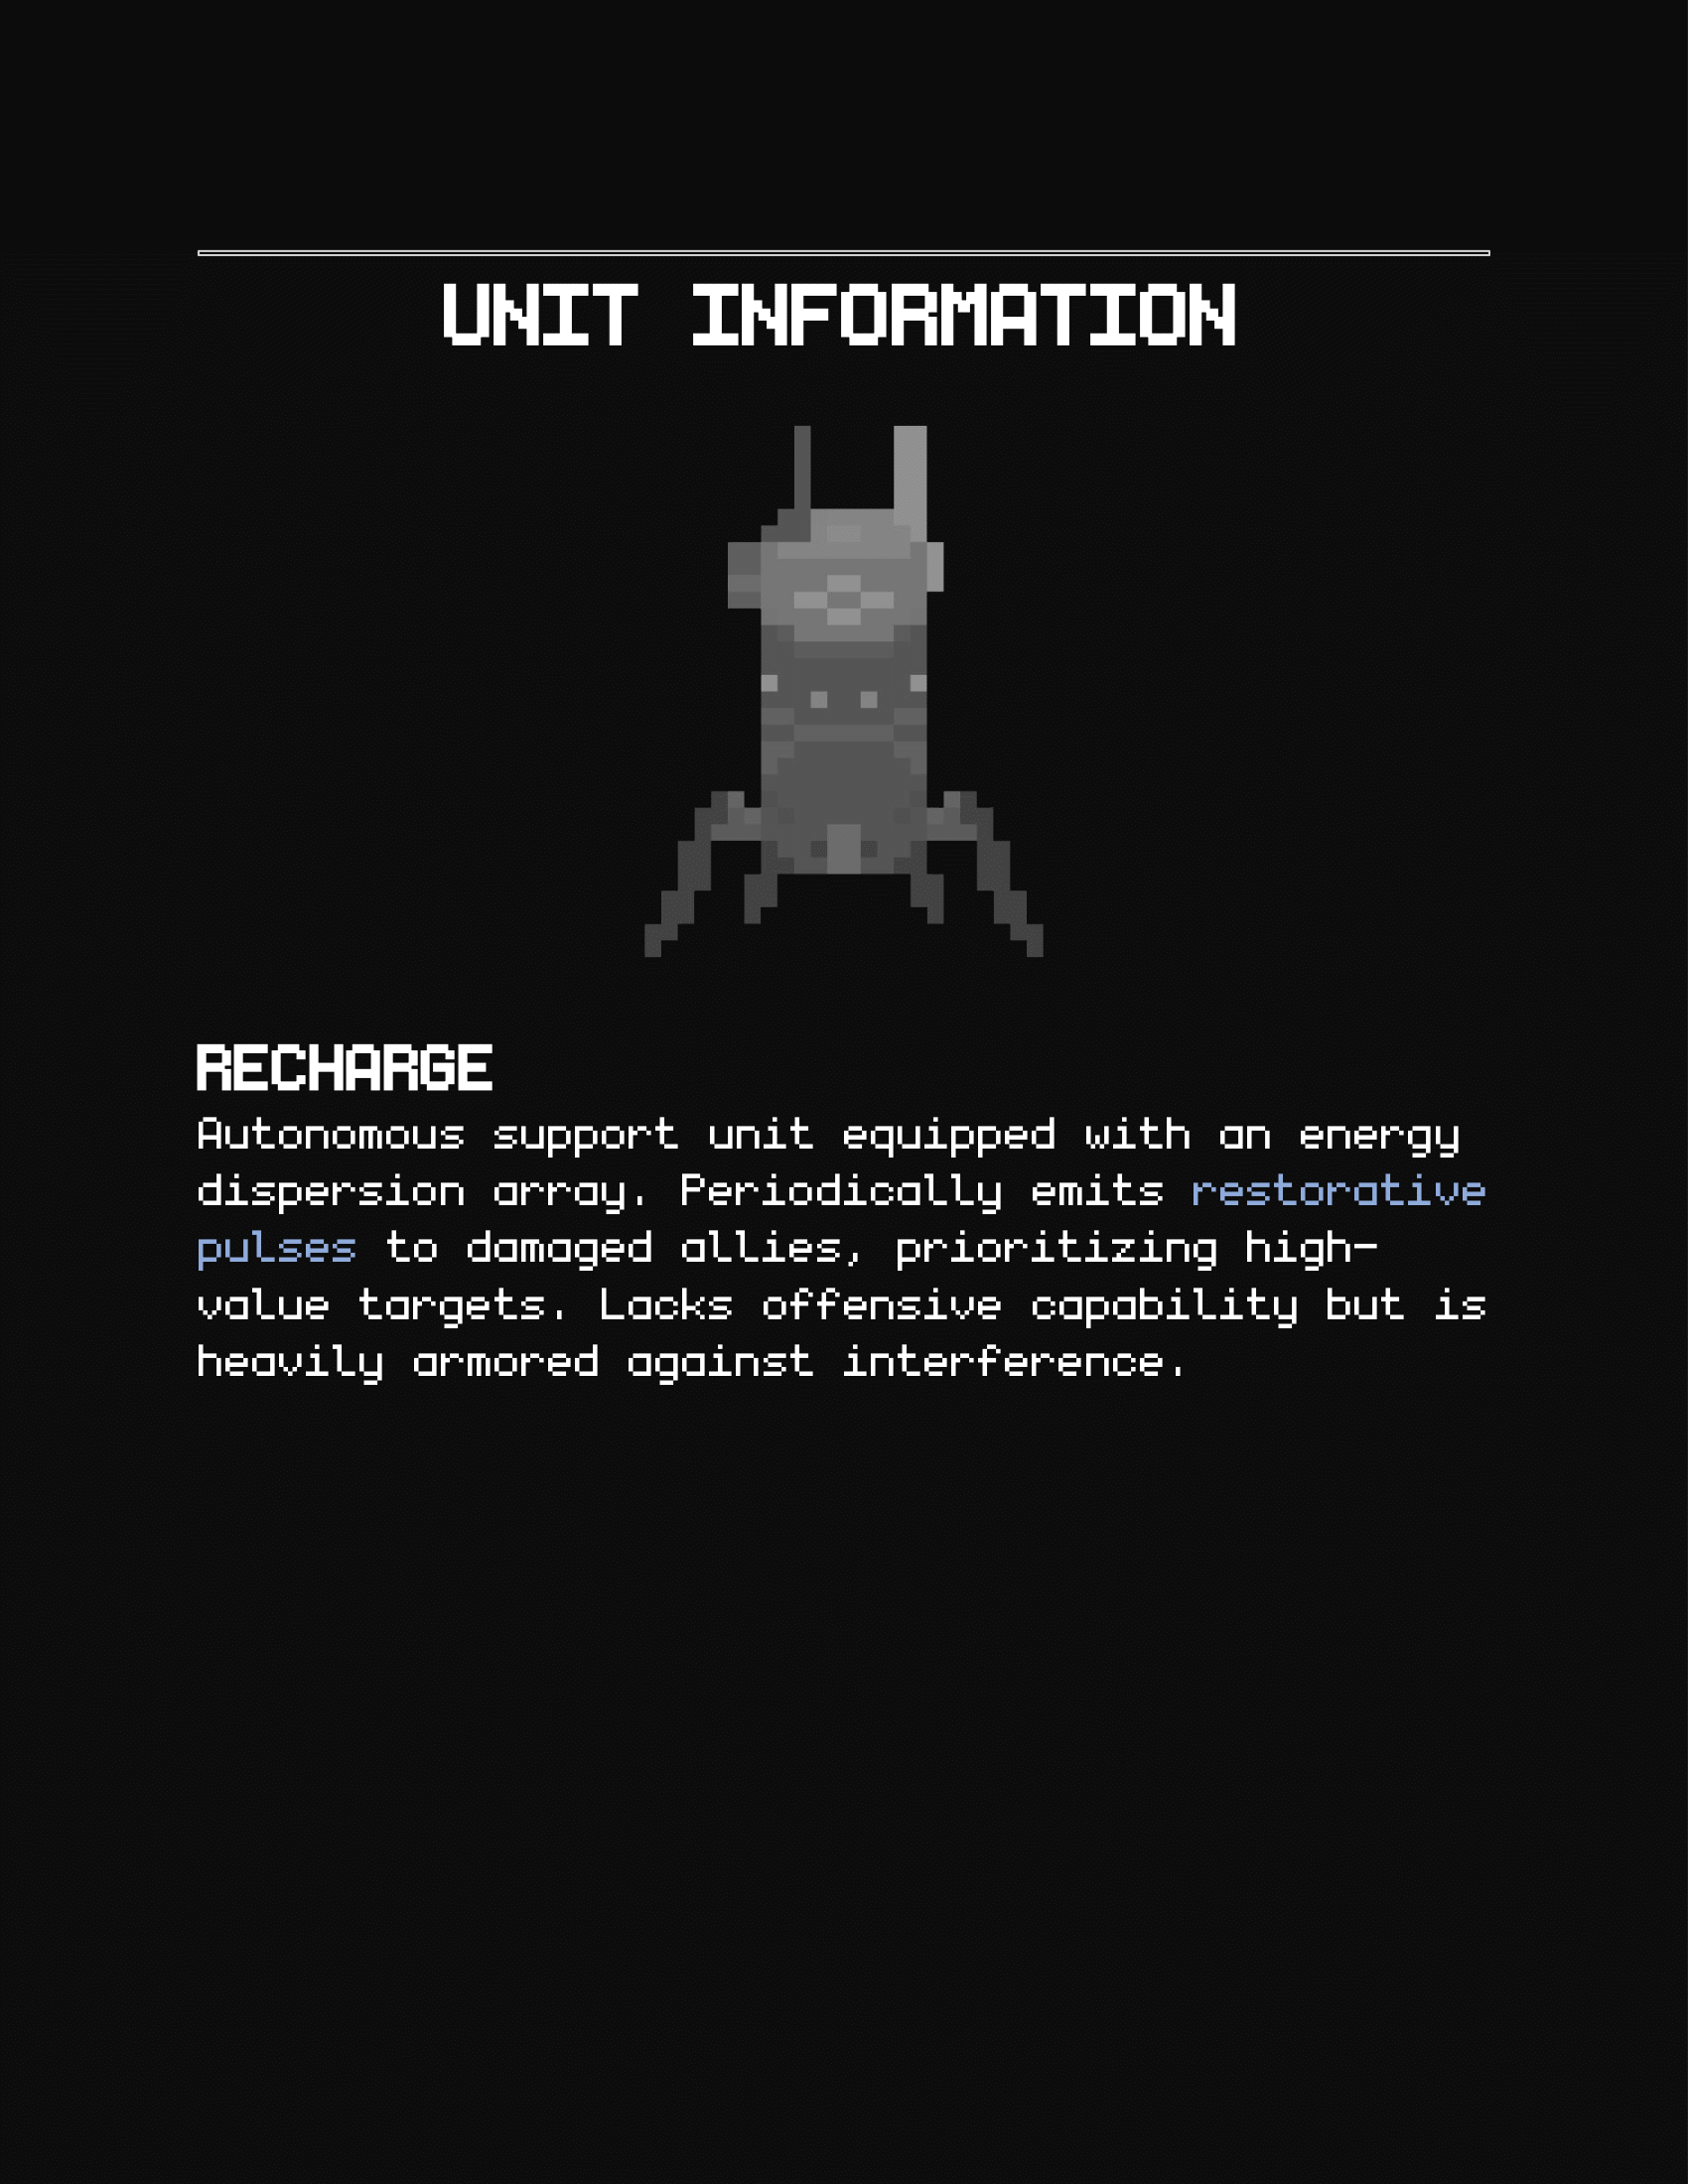 UNIT INFORMATION
RECHARGE
Autonomous support unit equipped with an energy
dispersion array. Periodically emits restorative
pulses to damaged allies, prioritizing high-
value targets. Lacks offensive capability but is
heavily armored against interference.